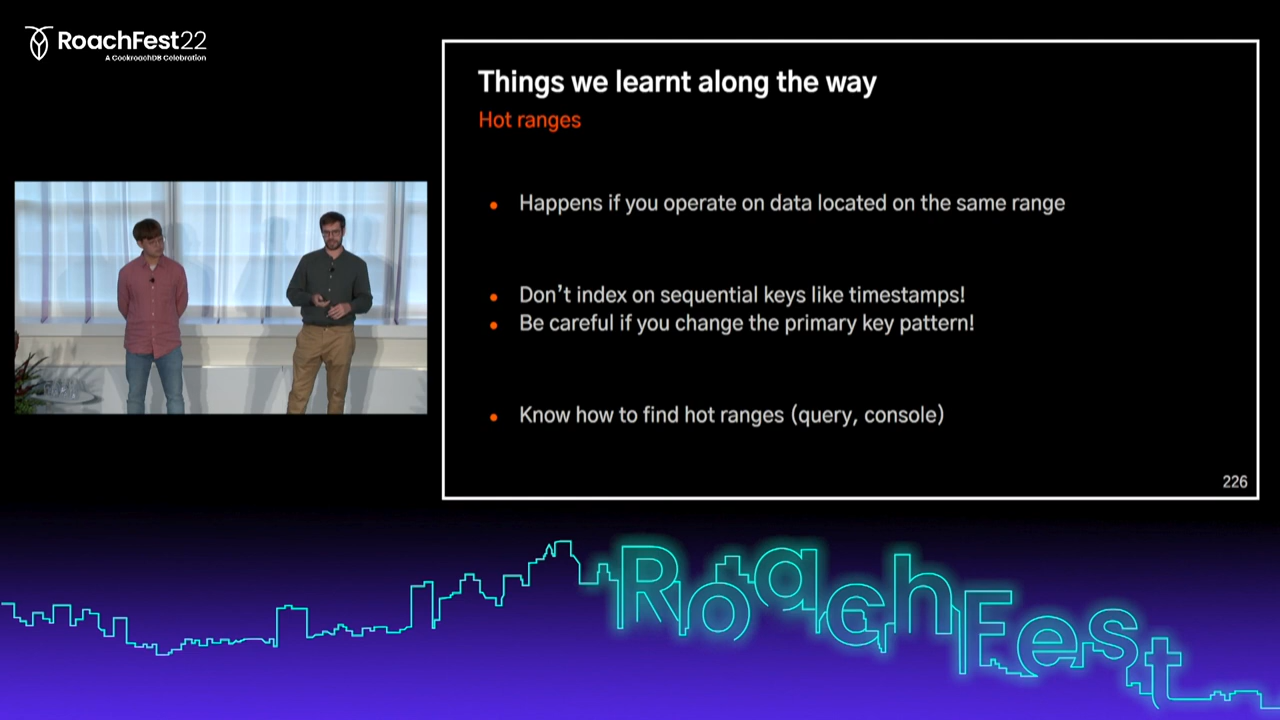 RoachFest22
A CockroachDB Celebration
Things we learnt along the way
Hot ranges
Happens if you operate on data located on the same range
Don't index on sequential keys like timestamps!
Be careful if you change the primary key pattern!
Know how to find hot ranges (query, console)
226
RoachFest